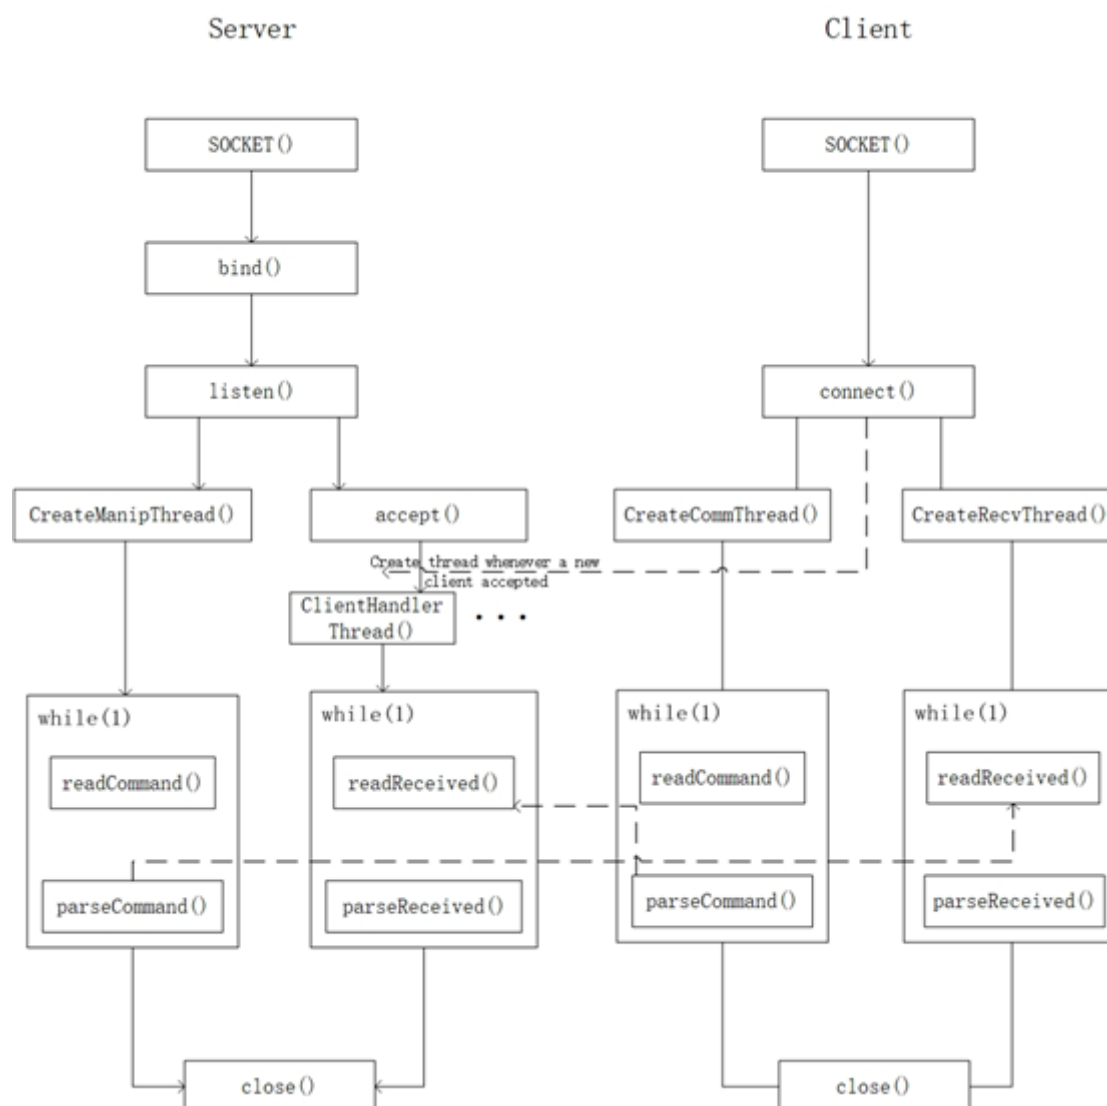 Server
Client
SOCKET()
SOCKET()
bind()
listen()
connect()
CreateManipThread()
accept()
CreateCommThread()
CreateRecvThread()
Create thread whenever a new
client accepted
ClientHandler
Thread()
...
while(1)
while(1)
while(1)
while(1)
readCommand()
readReceived()
readCommand()
readReceived()
parseCommand()
parseReceived()
parseCommand()
parseReceived()
close()
close()